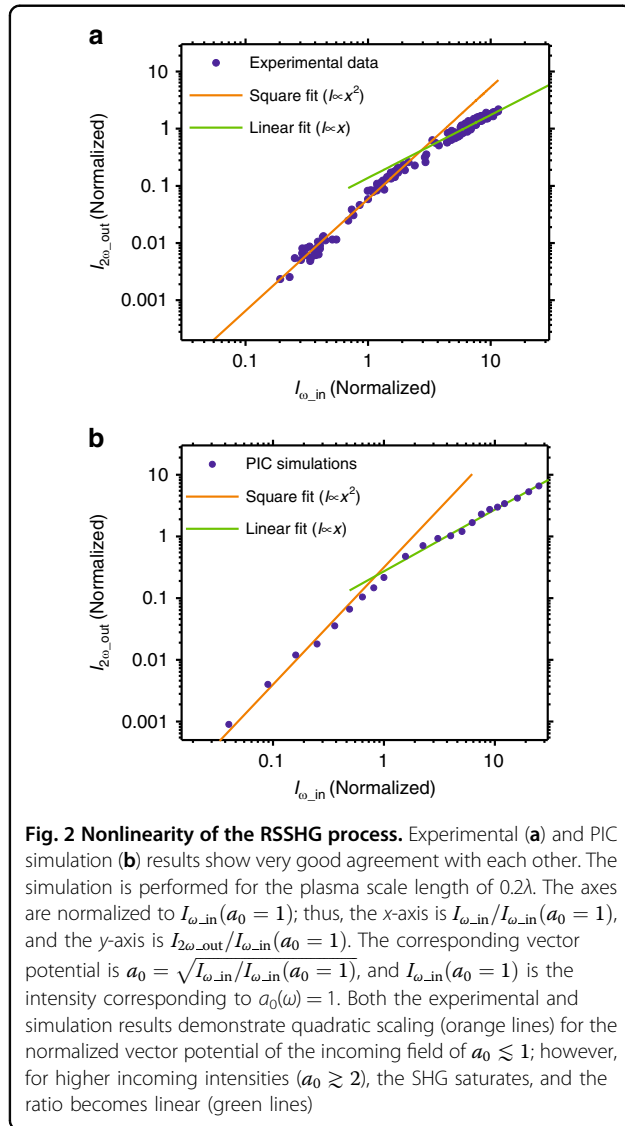 a
10
Experimental data
Square fit (I∝x²)
1
Linear fit (I∝x)
0.1
0.01
0.001
I2ω_out (Normalized)
0.1 1 10
Iω_in (Normalized)
b
10
PIC simulations
Square fit (I∝x²)
1
Linear fit (I∝x)
0.1
0.01
0.001
I2ω_out (Normalized)
0.1 1 10
Iω_in (Normalized)
Fig. 2 Nonlinearity of the RSSHG process. Experimental (a) and PIC
simulation (b) results show very good agreement with each other. The
simulation is performed for the plasma scale length of 0.2λ. The axes
are normalized to Iω_in(a0 = 1); thus, the x-axis is Iω_in/Iω_in(a0 = 1),
and the y-axis is I2ω_out/Iω_in(a0 = 1). The corresponding vector
potential is a0 = √Iω_in/Iω_in(a0 = 1), and Iω_in(a0 = 1) is the
intensity corresponding to a0(ω) = 1. Both the experimental and
simulation results demonstrate quadratic scaling (orange lines) for the
normalized vector potential of the incoming field of a0 ≲ 1; however,
for higher incoming intensities (a0 ≳ 2), the SHG saturates, and the
ratio becomes linear (green lines)